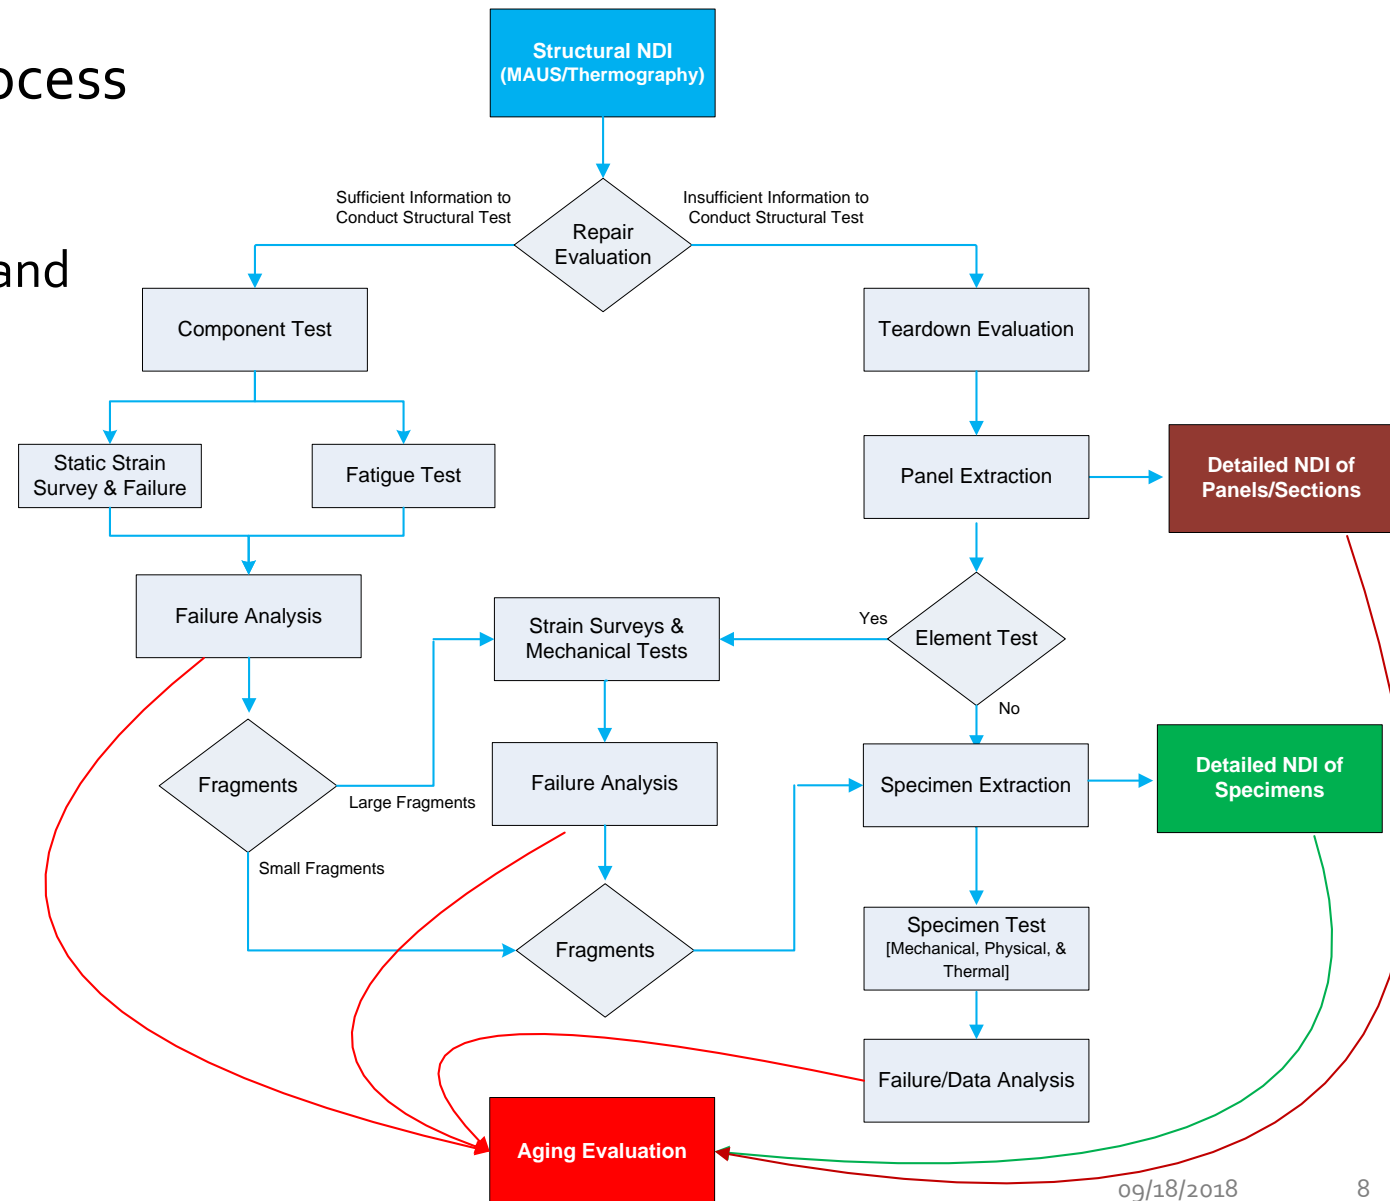 ocess
and
Structural NDI
(MAUS/Thermography)
Sufficient Information to
Conduct Structural Test
Insufficient Information to
Conduct Structural Test
Repair
Evaluation
Component Test
Teardown Evaluation
Static Strain
Survey & Failure
Fatigue Test
Panel Extraction
Detailed NDI of
Panels/Sections
Failure Analysis
Strain Surveys &
Mechanical Tests
Yes
Element Test
No
Fragments
Large Fragments
Small Fragments
Failure Analysis
Specimen Extraction
Detailed NDI of
Specimens
Fragments
Specimen Test
[Mechanical, Physical, &
Thermal]
Failure/Data Analysis
Aging Evaluation
09/18/2018
8